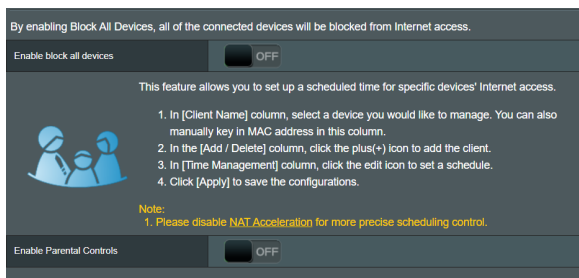 By enabling Block All Devices, all of the connected devices will be blocked from Internet access.
Enable block all devices
OFF
This feature allows you to set up a scheduled time for specific devices' Internet access.
1. In [Client Name] column, select a device you would like to manage. You can also
manually key in MAC address in this column.
2. In the [Add / Delete] column, click the plus(+) icon to add the client.
3. In [Time Management] column, click the edit icon to set a schedule.
4. Click [Apply] to save the configurations.
Note:
1. Please disable NAT Acceleration for more precise scheduling control.
Enable Parental Controls
OFF